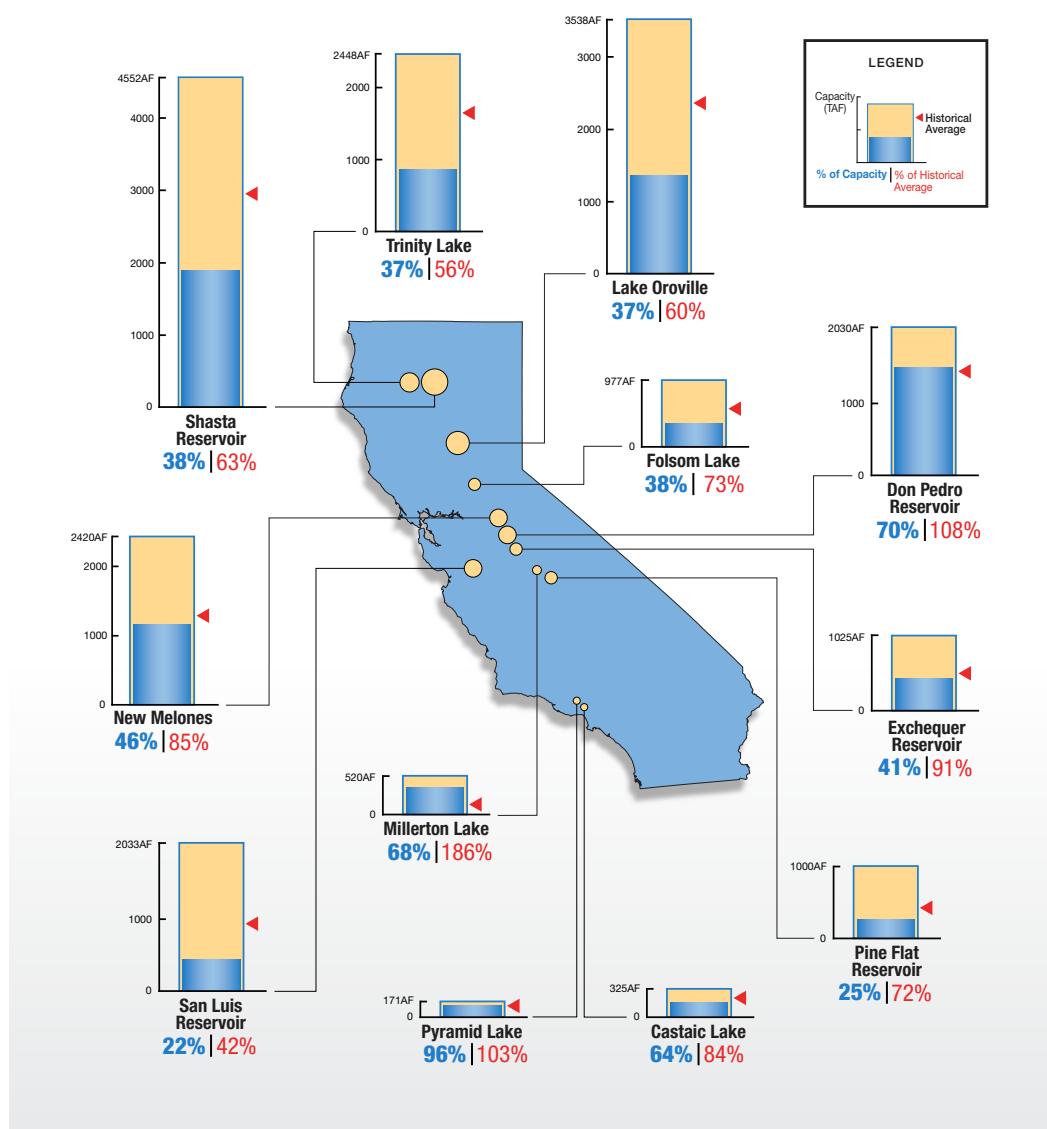 3538AF
3000
2000
1000
0
Lake Oroville
37% | 60%
2448AF
2000
1000
0
Trinity Lake
37% | 56%
4552AF
4000
3000
2000
1000
0
Shasta
Reservoir
38% | 63%
LEGEND
Capacity
(TAF)
Historical
Average
% of Capacity | % of Historical
Average
977AF
0
Folsom Lake
38% | 73%
2030AF
1000
0
Don Pedro
Reservoir
70% | 108%
2420AF
2000
1000
0
New Melones
46% | 85%
1025AF
0
Exchequer
Reservoir
41% | 91%
520AF
0
Millerton Lake
68% | 186%
2033AF
1000
0
San Luis
Reservoir
22% | 42%
1000AF
0
Pine Flat
Reservoir
25% | 72%
171AF
0
Pyramid Lake
96% | 103%
325AF
0
Castaic Lake
64% | 84%